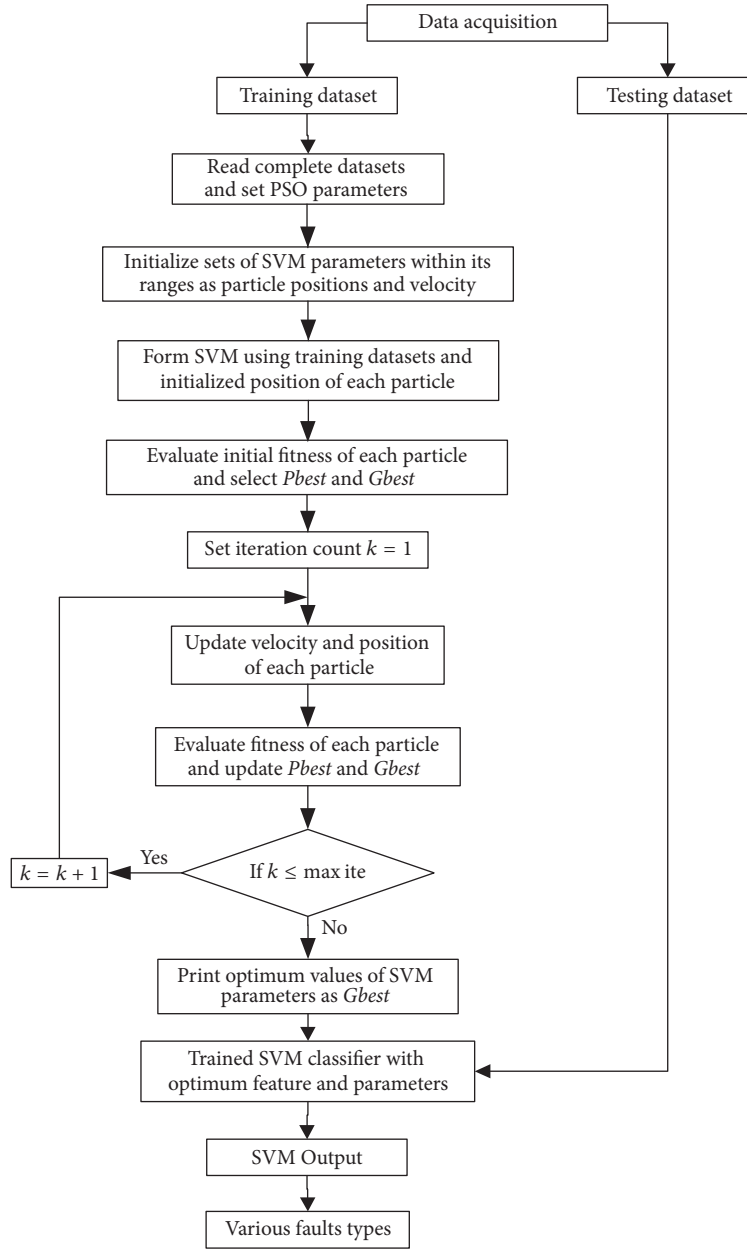 Data acquisition
Training dataset
Testing dataset
Read complete datasets
and set PSO parameters
Initialize sets of SVM parameters within its
ranges as particle positions and velocity
Form SVM using training datasets and
initialized position of each particle
Evaluate initial fitness of each particle
and select Pbest and Gbest
Set iteration count k = 1
Update velocity and position
of each particle
Evaluate fitness of each particle
and update Pbest and Gbest
If k ≤ max ite
Yes
k = k + 1
No
Print optimum values of SVM
parameters as Gbest
Trained SVM classifier with
optimum feature and parameters
SVM Output
Various faults types